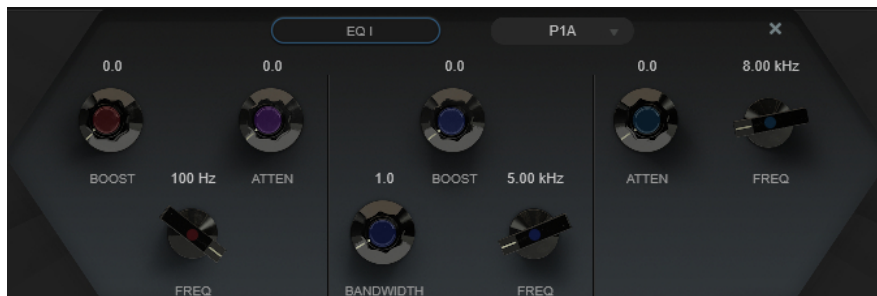 EQ I P1A
0.0 0.0 0.0 0.0 8.00 kHz
BOOST 100 Hz ATTEN 1.0 BOOST 5.00 kHz ATTEN FREQ
FREQ BANDWIDTH FREQ